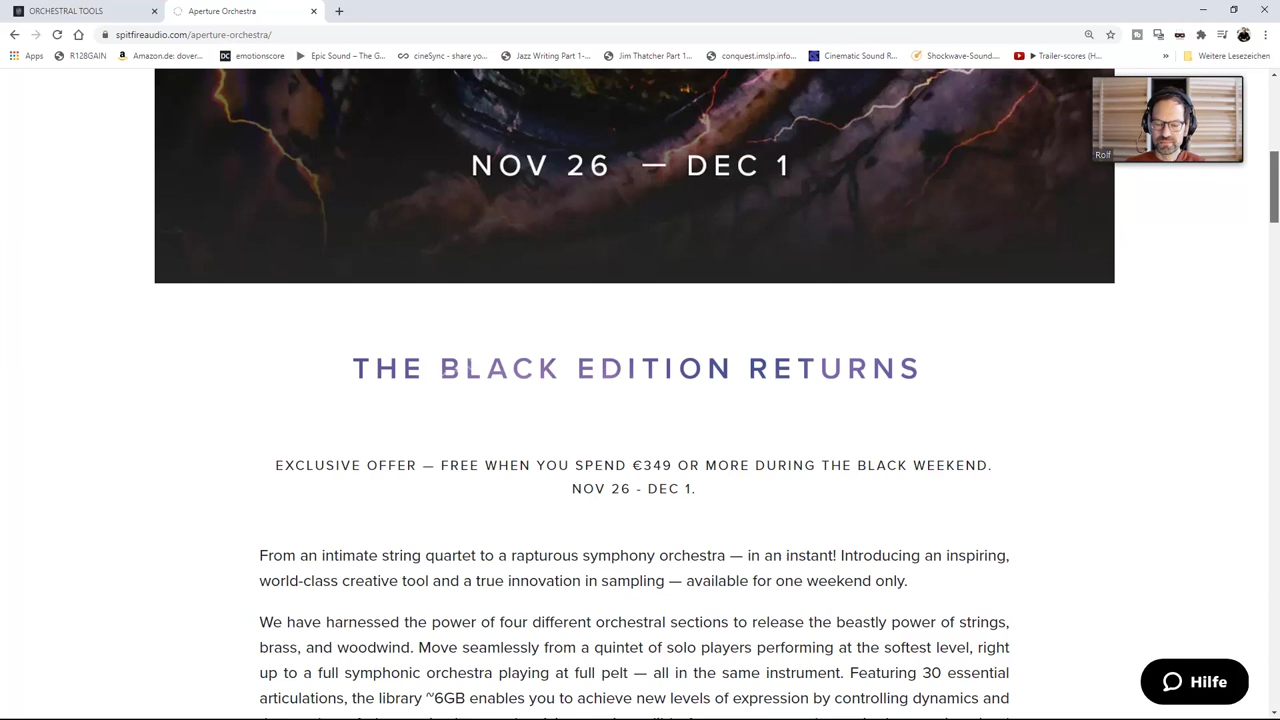 ORCHESTRAL TOOLS
Aperture Orchestra
spitfireaudio.com/aperture-orchestra/
Apps R128GAIN Amazon.de: dover... emotionscore Epic Sound – The G... cineSync - share yo... Jazz Writing Part 1-... Jim Thatcher Part 1... conquest.imslp.info... Cinematic Sound R... Shockwave-Sound.... ▶ Trailer-scores (H... » Weitere Lesezeichen
Rolf
NOV 26 — DEC 1
THE BLACK EDITION RETURNS
EXCLUSIVE OFFER — FREE WHEN YOU SPEND €349 OR MORE DURING THE BLACK WEEKEND.
NOV 26 - DEC 1.
From an intimate string quartet to a rapturous symphony orchestra — in an instant! Introducing an inspiring,
world-class creative tool and a true innovation in sampling — available for one weekend only.
We have harnessed the power of four different orchestral sections to release the beastly power of strings,
brass, and woodwind. Move seamlessly from a quintet of solo players performing at the softest level, right
up to a full symphonic orchestra playing at full pelt — all in the same instrument. Featuring 30 essential
articulations, the library ~6GB enables you to achieve new levels of expression by controlling dynamics and
Hilfe